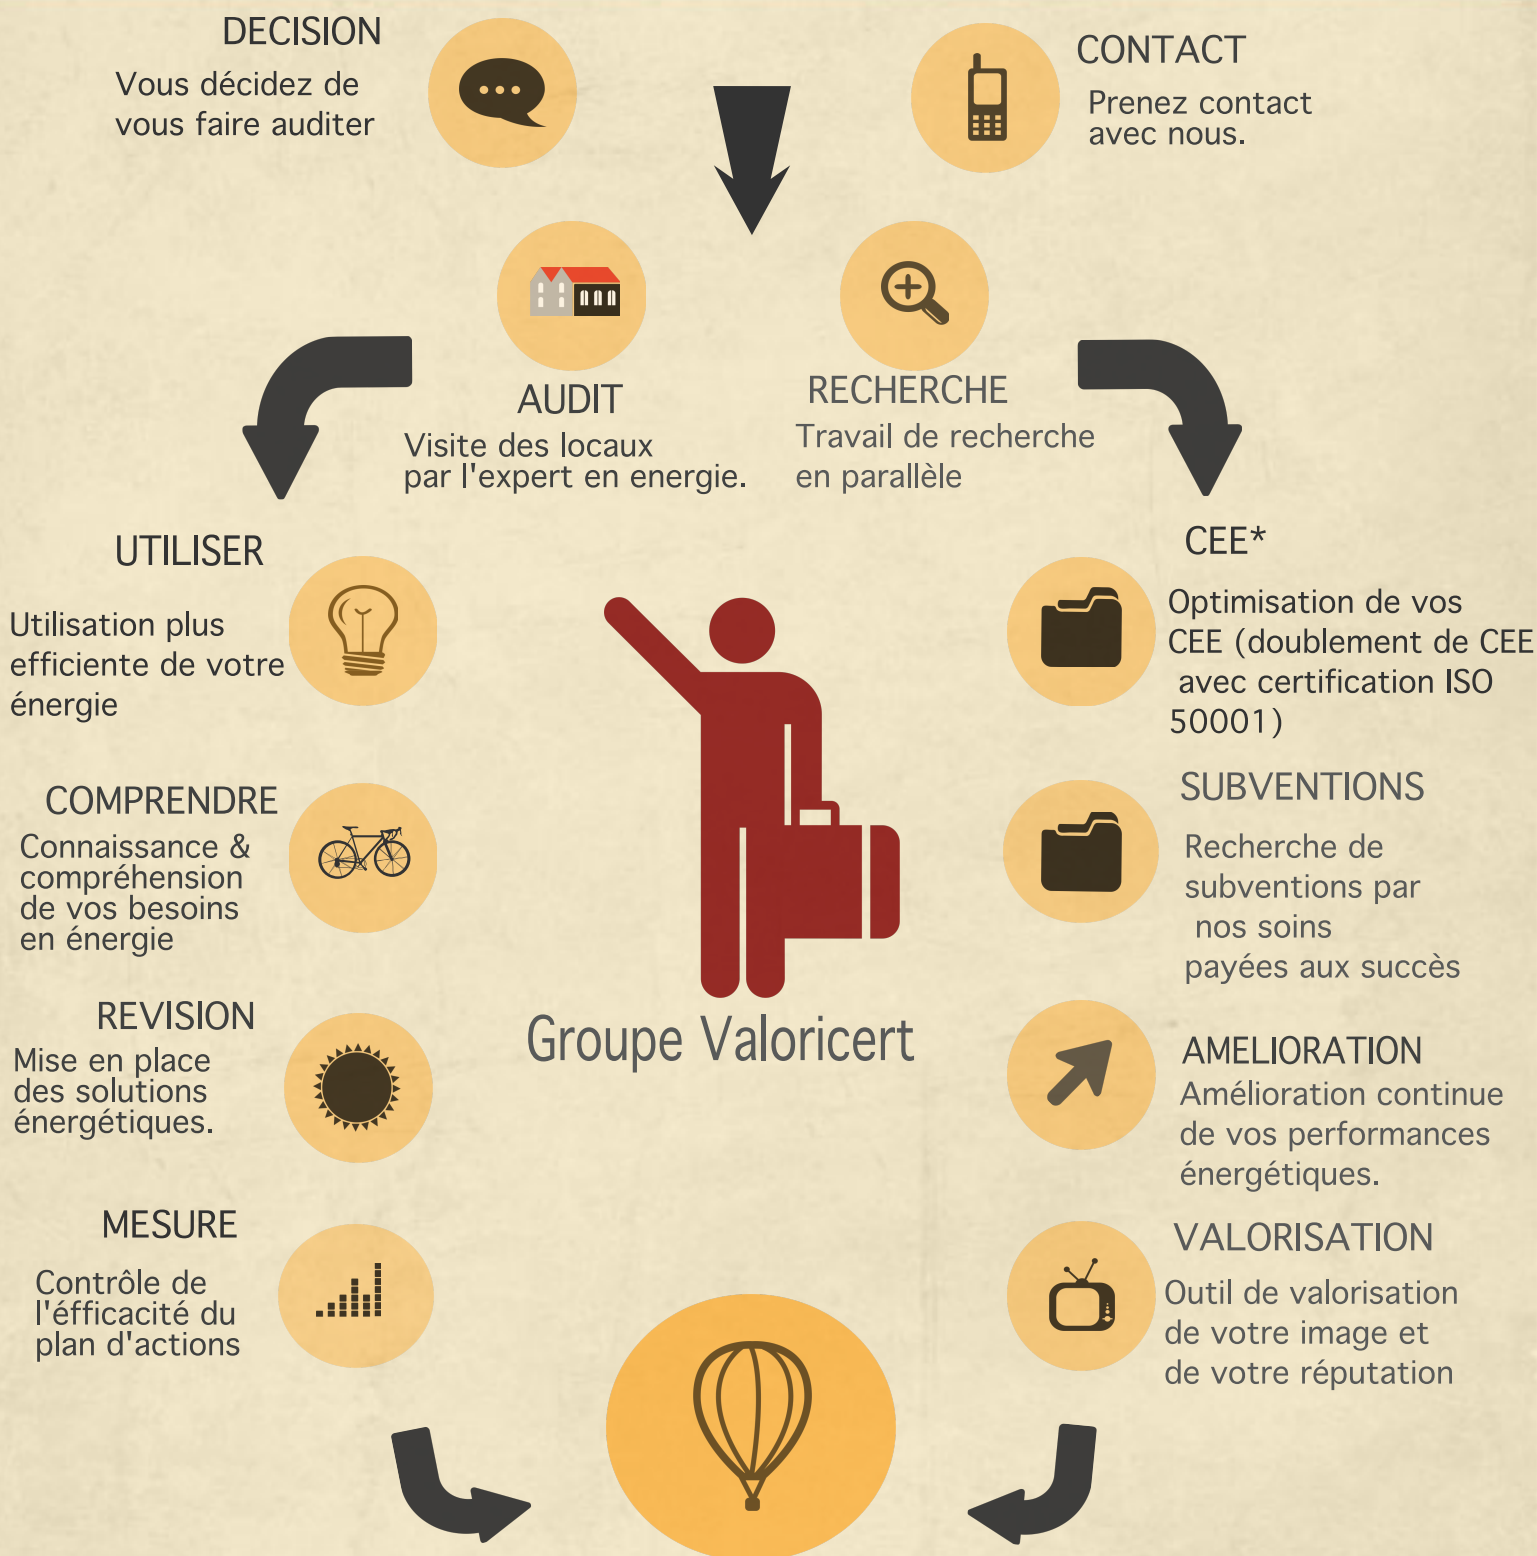 DECISION
Vous décidez de
vous faire auditer
CONTACT
Prenez contact
avec nous.
AUDIT
Visite des locaux
par l'expert en energie.
RECHERCHE
Travail de recherche
en parallèle
UTILISER
Utilisation plus
efficiente de votre
énergie
COMPRENDRE
Connaissance &
compréhension
de vos besoins
en énergie
REVISION
Mise en place
des solutions
énergétiques.
MESURE
Contrôle de
l'éfficacité du
plan d'actions
Groupe Valoricert
CEE*
Optimisation de vos
CEE (doublement de CEE
avec certification ISO
50001)
SUBVENTIONS
Recherche de
subventions par
nos soins
payées aux succès
AMELIORATION
Amélioration continue
de vos performances
énergétiques.
VALORISATION
Outil de valorisation
de votre image et
de votre réputation